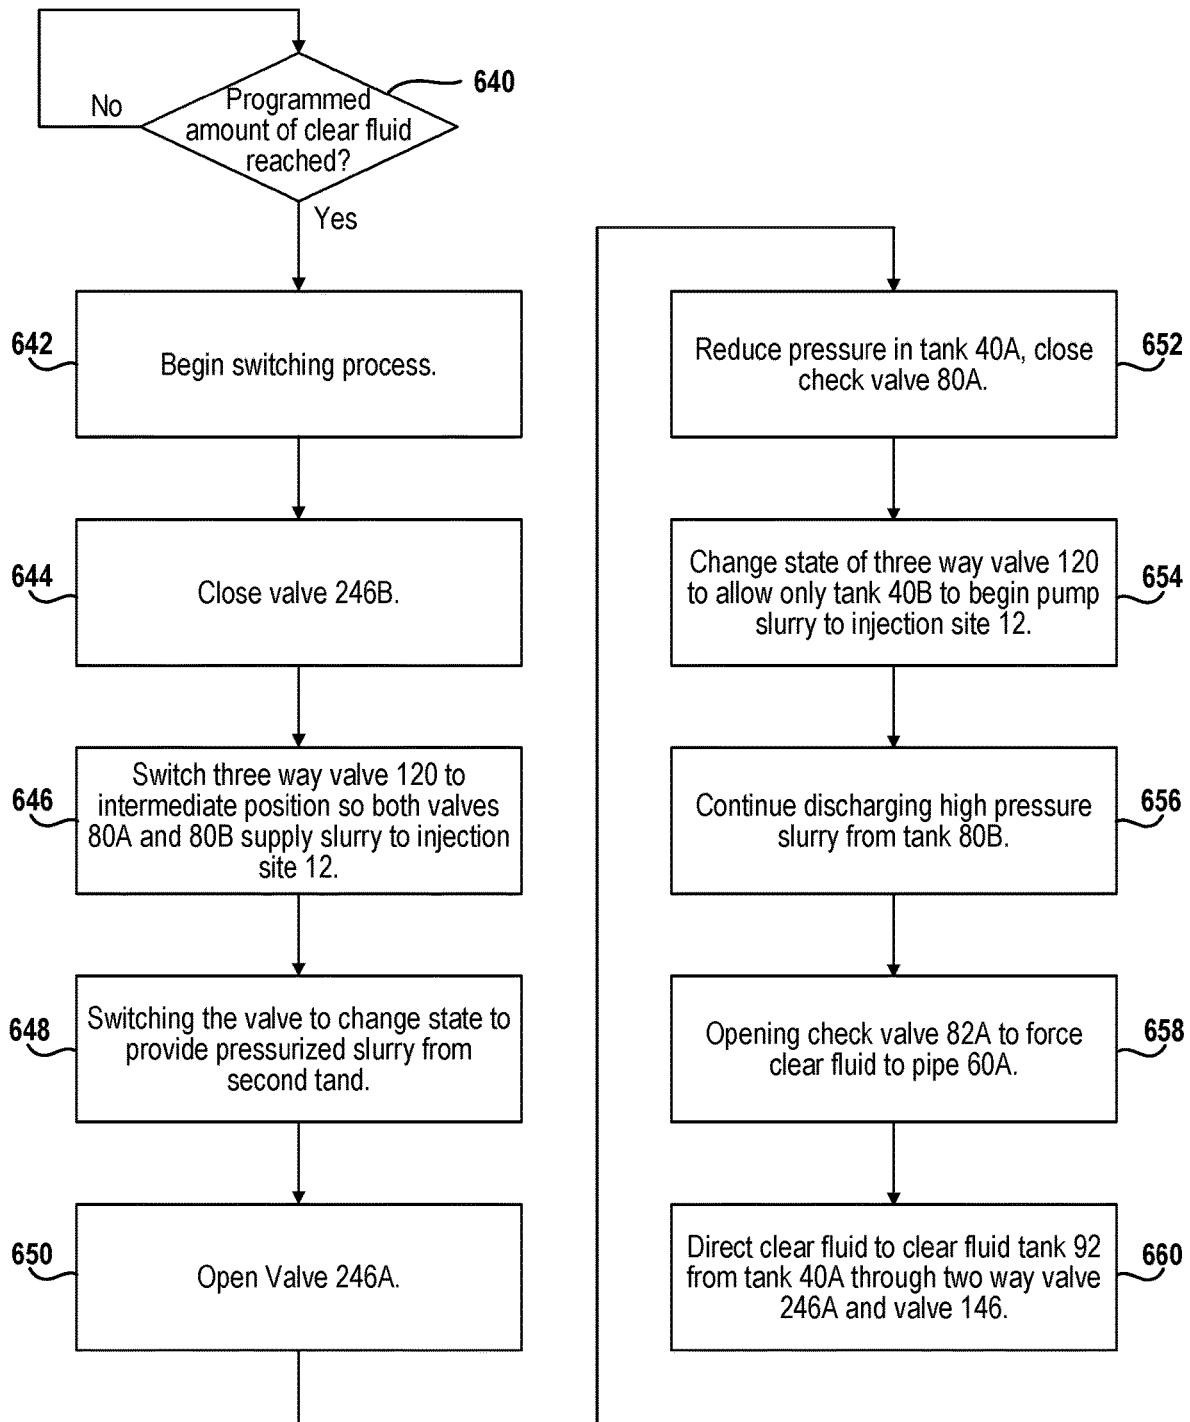 640
No
Programmed
amount of clear fluid
reached?
Yes
642
Begin switching process.
644
Close valve 246B.
646
Switch three way valve 120 to
intermediate position so both valves
80A and 80B supply slurry to injection
site 12.
648
Switching the valve to change state to
provide pressurized slurry from
second tand.
650
Open Valve 246A.
652
Reduce pressure in tank 40A, close
check valve 80A.
654
Change state of three way valve 120
to allow only tank 40B to begin pump
slurry to injection site 12.
656
Continue discharging high pressure
slurry from tank 80B.
658
Opening check valve 82A to force
clear fluid to pipe 60A.
660
Direct clear fluid to clear fluid tank 92
from tank 40A through two way valve
246A and valve 146.